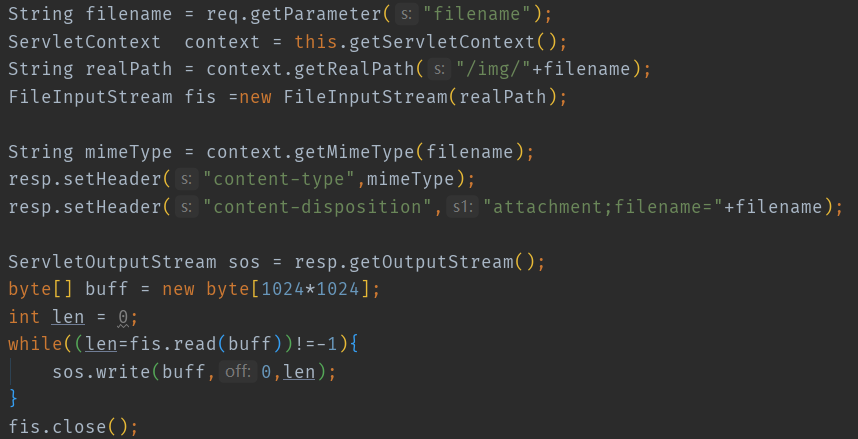 String filename = req.getParameter( s: "filename");
ServletContext  context = this.getServletContext();
String realPath = context.getRealPath( s: "/img/"+filename);
FileInputStream fis =new FileInputStream(realPath);
String mimeType = context.getMimeType(filename);
resp.setHeader( s: "content-type",mimeType);
resp.setHeader( s: "content-disposition", s1: "attachment;filename="+filename);
ServletOutputStream sos = resp.getOutputStream();
byte[] buff = new byte[1024*1024];
int len = 0;
while((len=fis.read(buff))!=-1){
    sos.write(buff, off: 0,len);
}
fis.close();